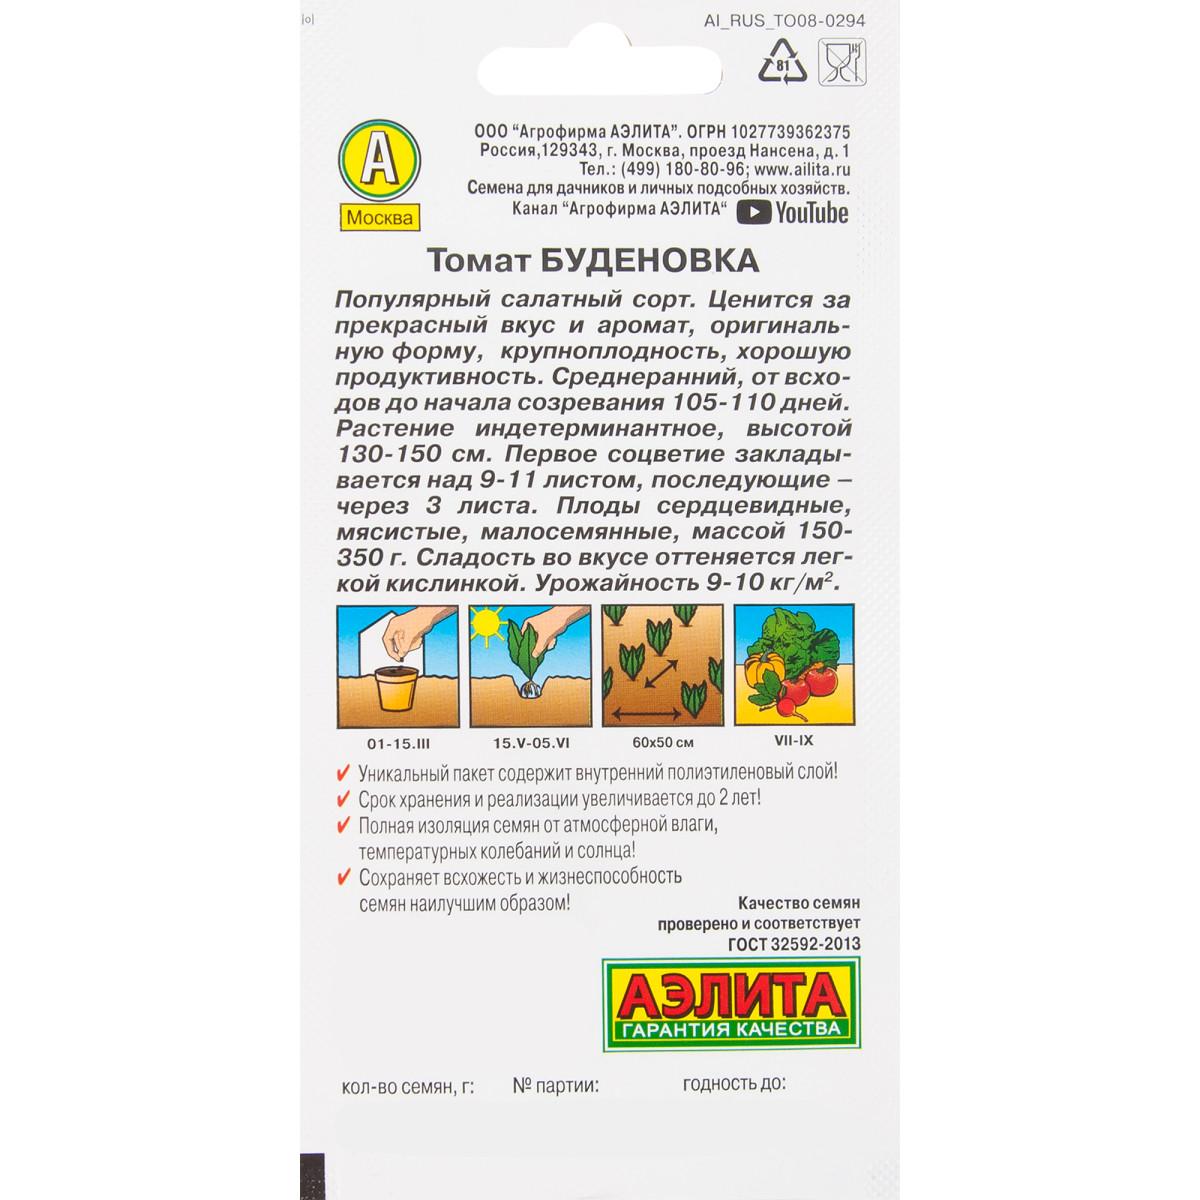 AI_RUS_TO08-0294
81
А
Москва
ООО “Агрофирма АЭЛИТА”. ОГРН 1027739362375
Россия,129343, г. Москва, проезд Нансена, д. 1
Тел.: (499) 180-80-96; www.ailita.ru
Семена для дачников и личных подсобных хозяйств.
Канал “Агрофирма АЭЛИТА“ YouTube
Томат БУДЕНОВКА
Популярный салатный сорт. Ценится за
прекрасный вкус и аромат, оригиналь-
ную форму, крупноплодность, хорошую
продуктивность. Среднеранний, от всхо-
дов до начала созревания 105-110 дней.
Растение индетерминантное, высотой
130-150 см. Первое соцветие заклады-
вается над 9-11 листом, последующие –
через 3 листа. Плоды сердцевидные,
мясистые, малосемянные, массой 150-
350 г. Сладость во вкусе оттеняется лег-
кой кислинкой. Урожайность 9-10 кг/м².
01-15.III
15.V-05.VI
60х50 см
VII-IX
Уникальный пакет содержит внутренний полиэтиленовый слой!
Срок хранения и реализации увеличивается до 2 лет!
Полная изоляция семян от атмосферной влаги,
температурных колебаний и солнца!
Сохраняет всхожесть и жизнеспособность
семян наилучшим образом!
Качество семян
проверено и соответствует
ГОСТ 32592-2013
АЭЛИТА
ГАРАНТИЯ КАЧЕСТВА
кол-во семян, г:
№ партии:
годность до: